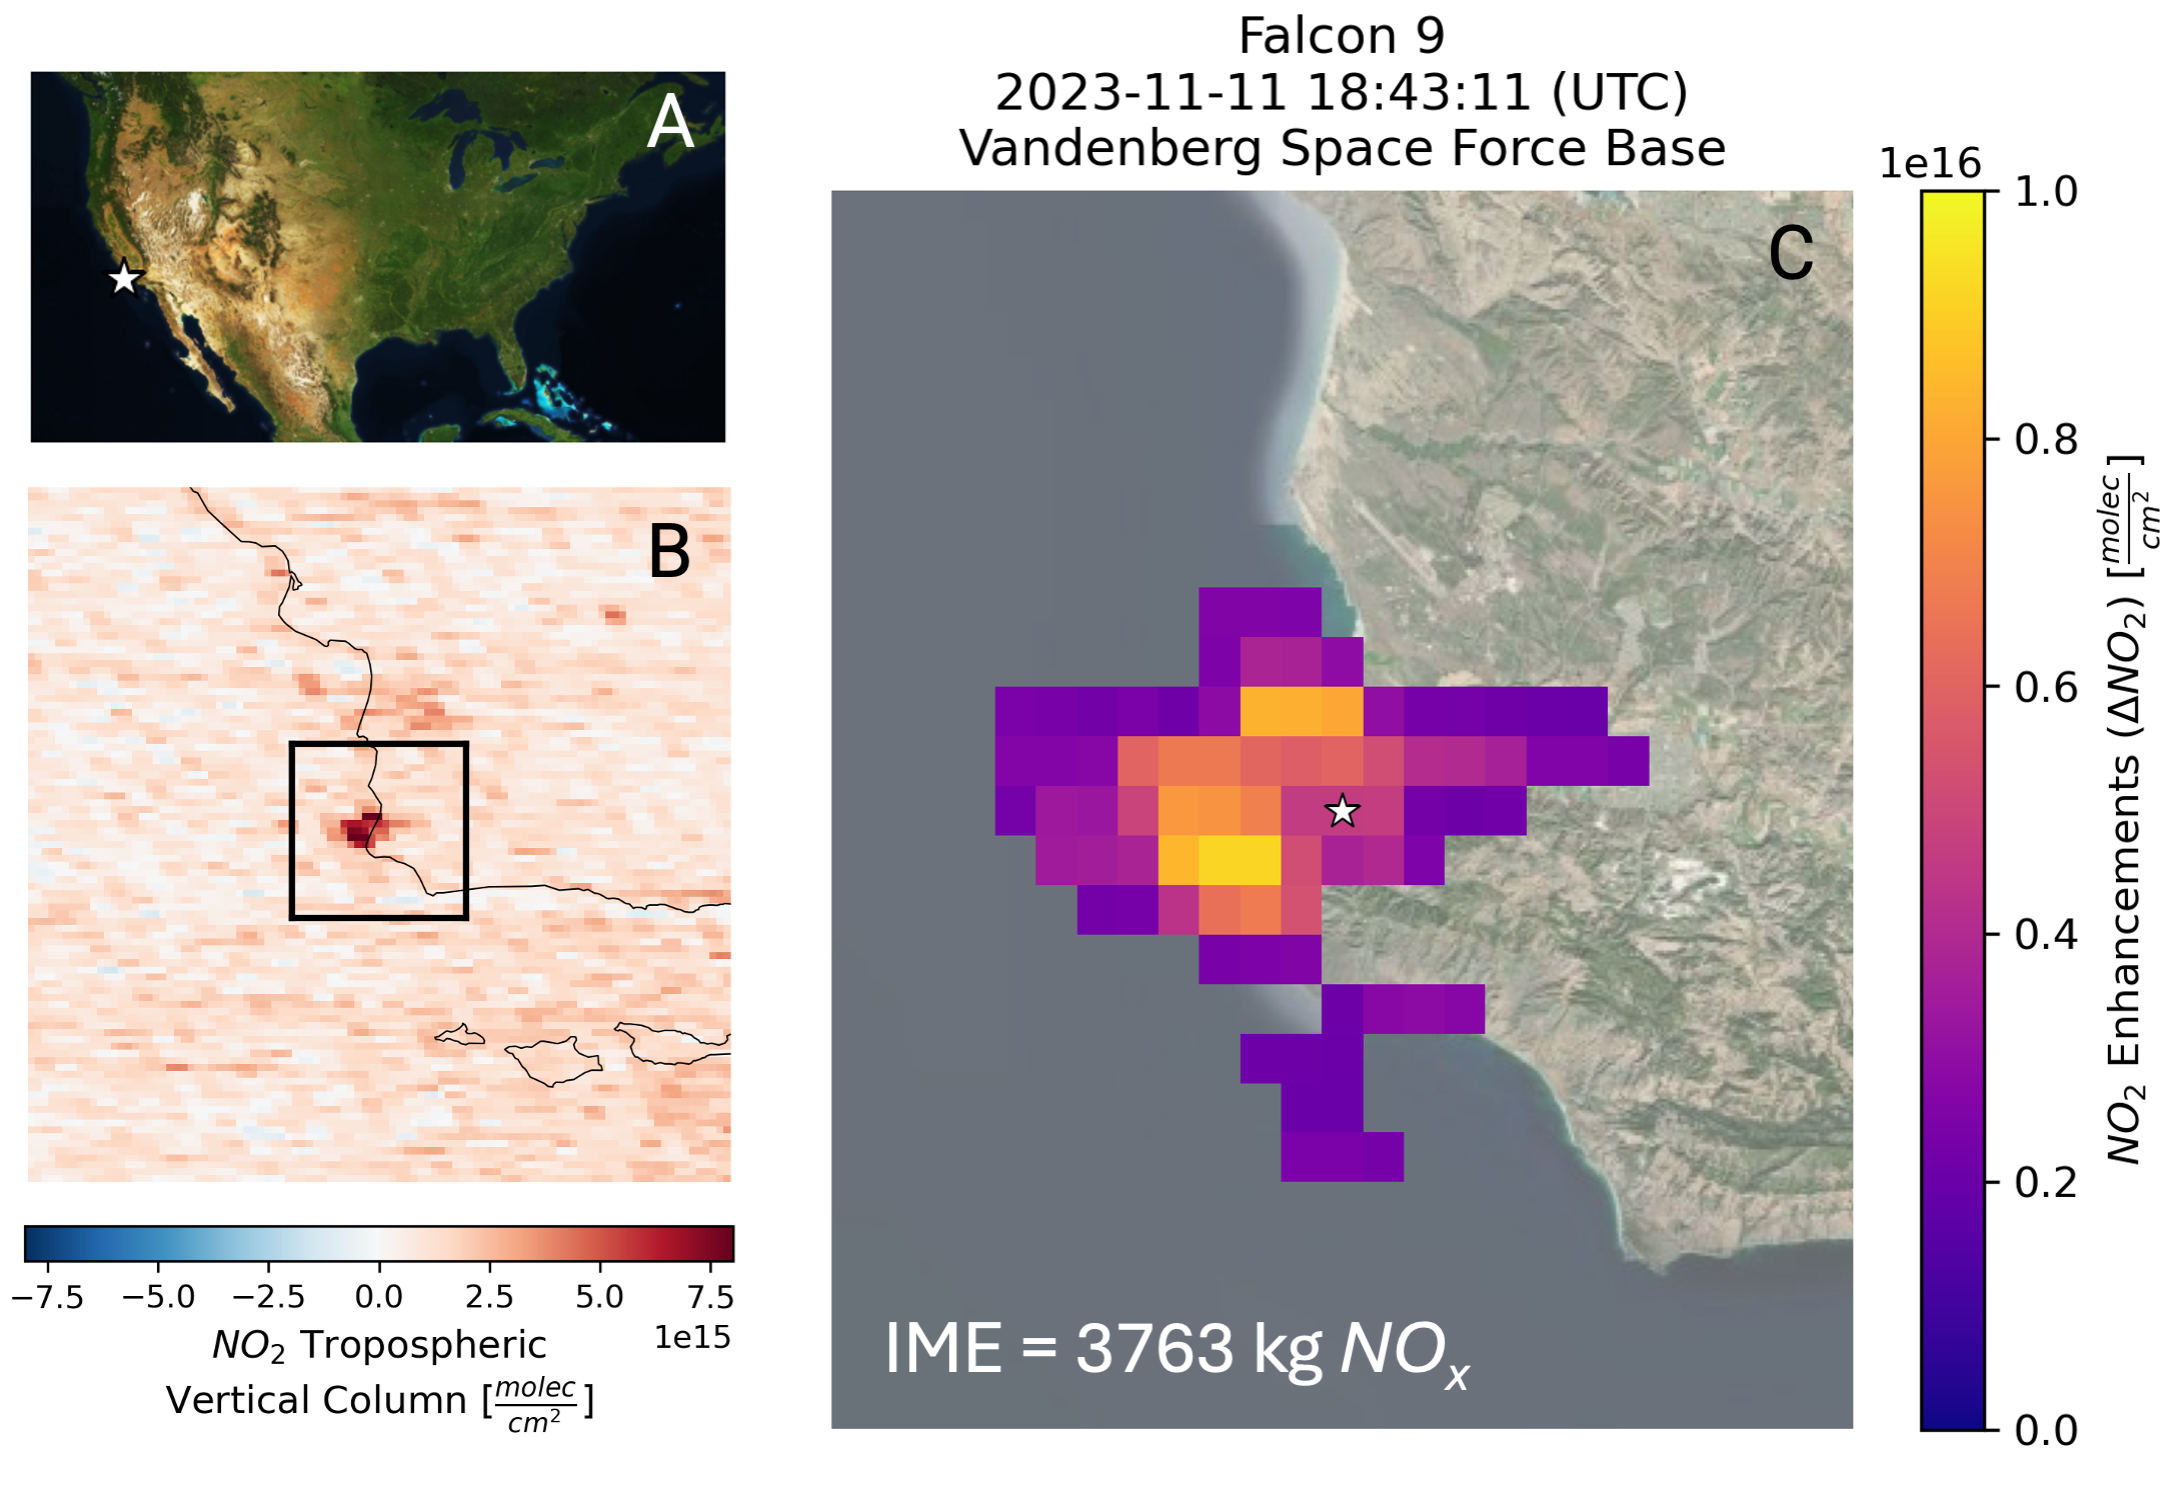 A
B
−7.5 −5.0 −2.5 0.0 2.5 5.0 7.5
1e15
NO₂ Tropospheric
Vertical Column [molec/cm²]
Falcon 9
2023-11-11 18:43:11 (UTC)
Vandenberg Space Force Base
C
IME = 3763 kg NOₓ
1e16
1.0
0.8
0.6
0.4
0.2
0.0
NO₂ Enhancements (ΔNO₂) [molec/cm²]